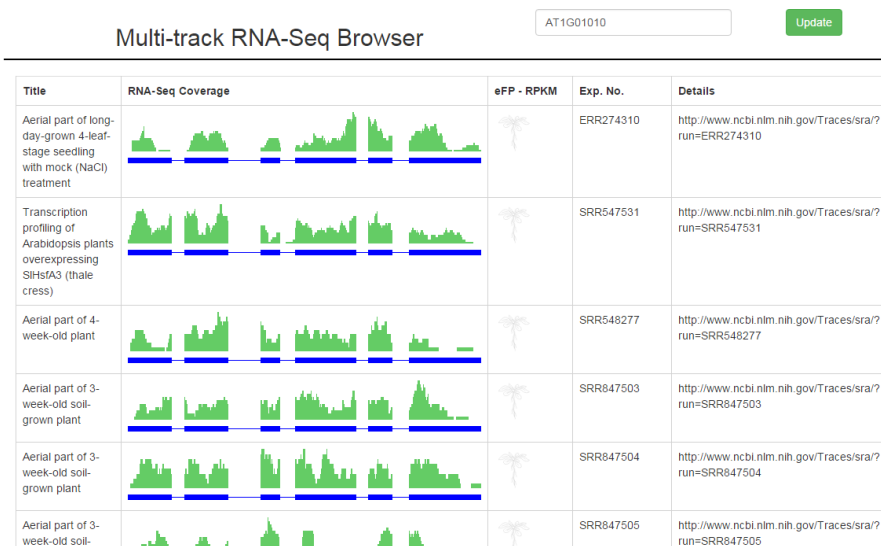 Multi-track RNA-Seq Browser
AT1G01010
Update
Title RNA-Seq Coverage eFP - RPKM Exp. No. Details
Aerial part of long-
day-grown 4-leaf-
stage seedling
with mock (NaCl)
treatment
ERR274310
http://www.ncbi.nlm.nih.gov/Traces/sra/?
run=ERR274310
Transcription
profiling of
Arabidopsis plants
overexpressing
SlHsfA3 (thale
cress)
SRR547531
http://www.ncbi.nlm.nih.gov/Traces/sra/?
run=SRR547531
Aerial part of 4-
week-old plant
SRR548277
http://www.ncbi.nlm.nih.gov/Traces/sra/?
run=SRR548277
Aerial part of 3-
week-old soil-
grown plant
SRR847503
http://www.ncbi.nlm.nih.gov/Traces/sra/?
run=SRR847503
Aerial part of 3-
week-old soil-
grown plant
SRR847504
http://www.ncbi.nlm.nih.gov/Traces/sra/?
run=SRR847504
Aerial part of 3-
week-old soil-
SRR847505
http://www.ncbi.nlm.nih.gov/Traces/sra/?
run=SRR847505